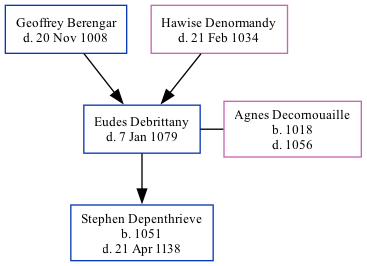 Geoffrey Berengar
d. 20 Nov 1008
Hawise Denormandy
d. 21 Feb 1034
Eudes Debrittany
d. 7 Jan 1079
Agnes Decornouaille
b. 1018
d. 1056
Stephen Depenthrieve
b. 1051
d. 21 Apr 1138